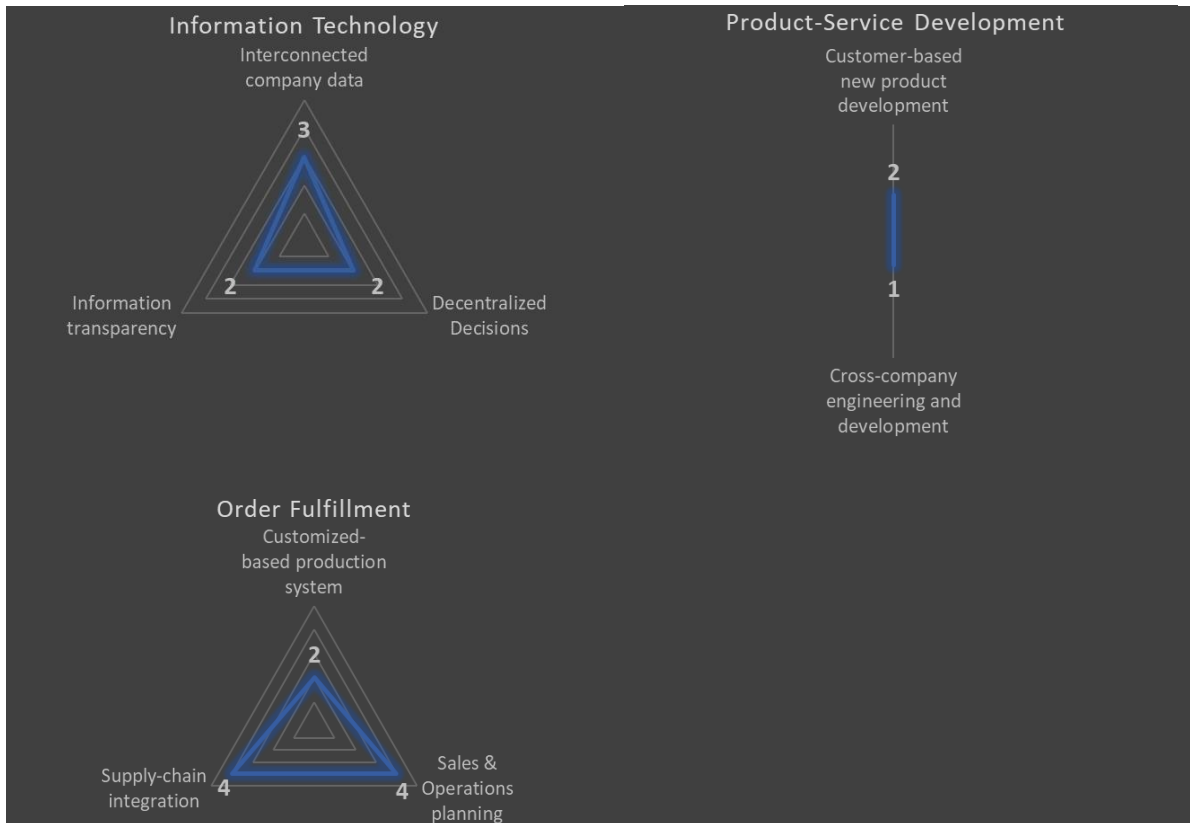 Information Technology
Interconnected
company data
3
2
2
Information
transparency
Decentralized
Decisions
Product-Service Development
Customer-based
new product
development
2
1
Cross-company
engineering and
development
Order Fulfillment
Customized-
based production
system
2
4
4
Supply-chain
integration
Sales &
Operations
planning